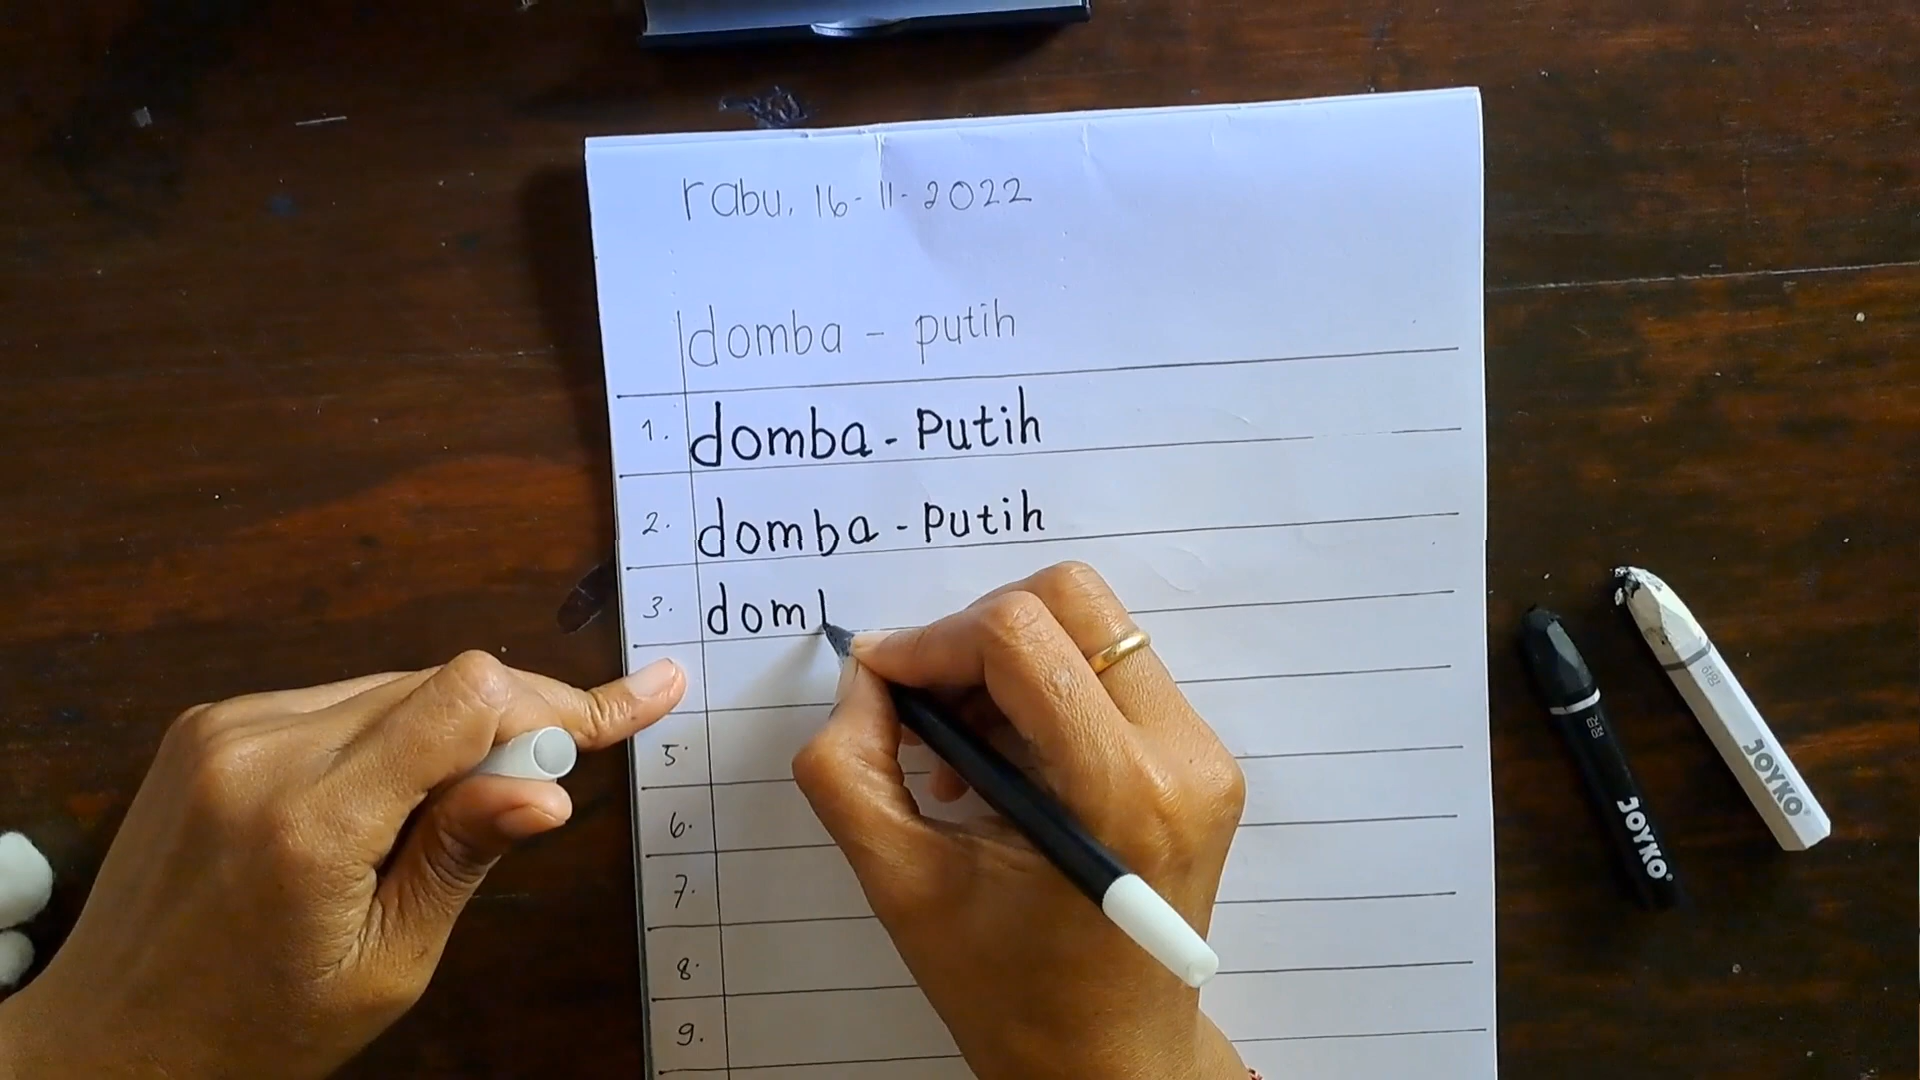 rabu, 16-11-2022
domba - putih
1. domba - Putih
2. domba - Putih
3. dom
5.
6.
7.
8.
9.
JOYKO
JOYKO